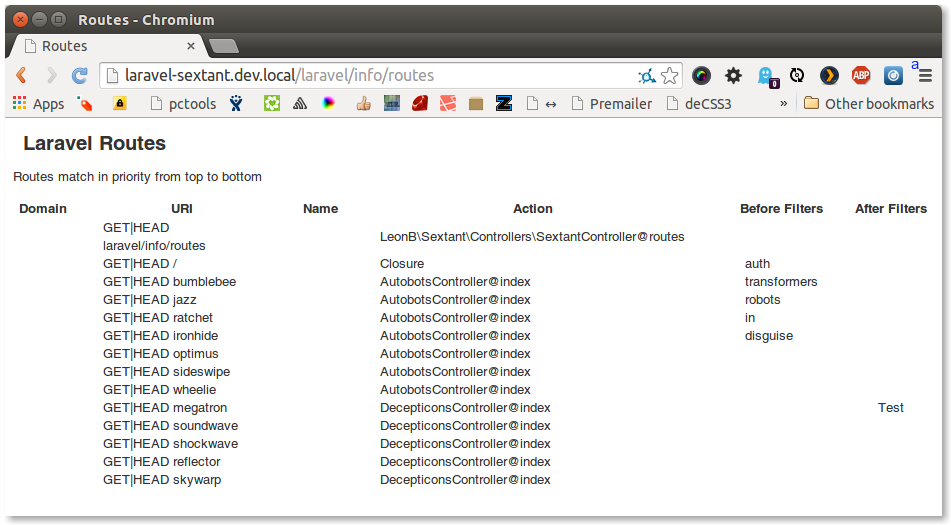 Routes - Chromium
Routes
laravel-sextant.dev.local/laravel/info/routes
a
Apps pctools ↔ Premailer deCSS3 » Other bookmarks
ABP
0
Z
Laravel Routes
Routes match in priority from top to bottom
Domain URI Name Action Before Filters After Filters
GET|HEAD
laravel/info/routes LeonB\Sextant\Controllers\SextantController@routes
GET|HEAD / Closure auth
GET|HEAD bumblebee AutobotsController@index transformers
GET|HEAD jazz AutobotsController@index robots
GET|HEAD ratchet AutobotsController@index in
GET|HEAD ironhide AutobotsController@index disguise
GET|HEAD optimus AutobotsController@index
GET|HEAD sideswipe AutobotsController@index
GET|HEAD wheelie AutobotsController@index
GET|HEAD megatron DecepticonsController@index Test
GET|HEAD soundwave DecepticonsController@index
GET|HEAD shockwave DecepticonsController@index
GET|HEAD reflector DecepticonsController@index
GET|HEAD skywarp DecepticonsController@index